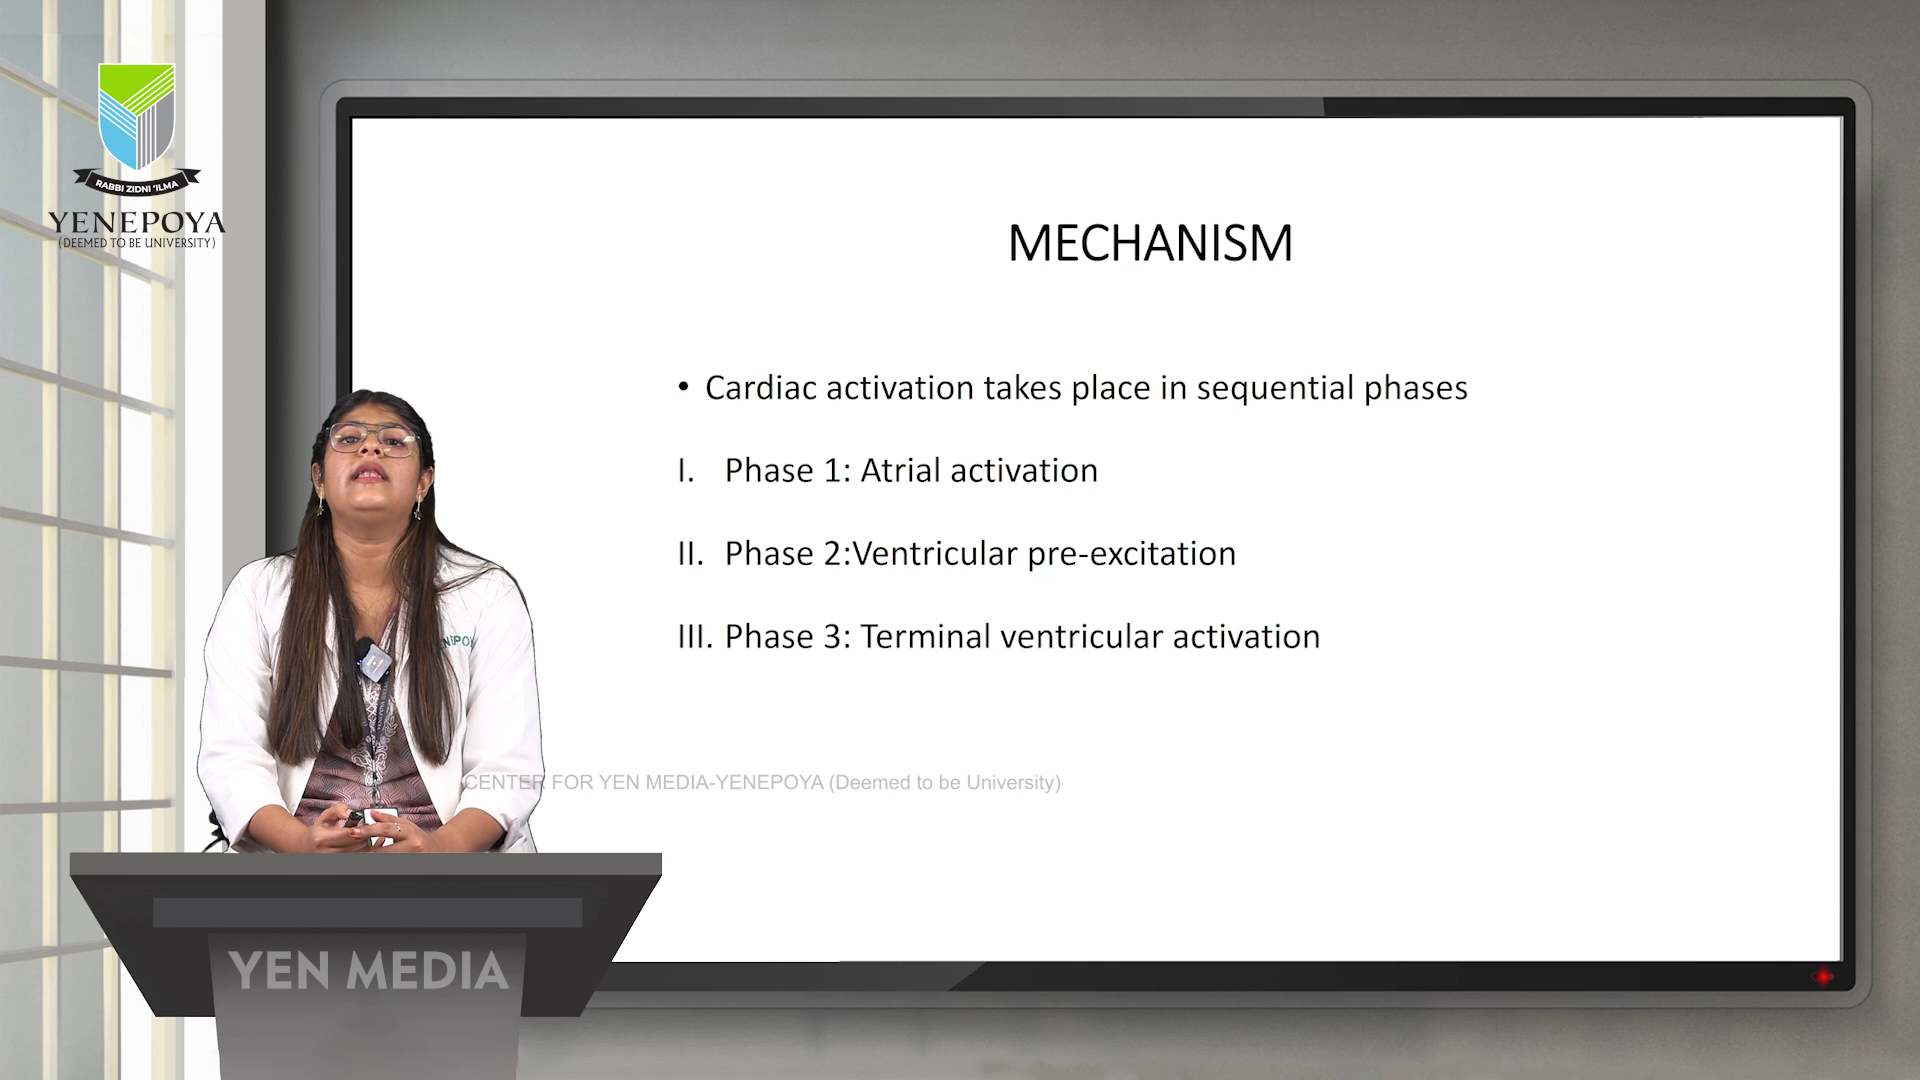 RABBI ZIDNI 'ILMA
YENEPOYA
(DEEMED TO BE UNIVERSITY)
MECHANISM
• Cardiac activation takes place in sequential phases
I. Phase 1: Atrial activation
II. Phase 2:Ventricular pre-excitation
III. Phase 3: Terminal ventricular activation
CENTER FOR YEN MEDIA-YENEPOYA (Deemed to be University)
YEN MEDIA